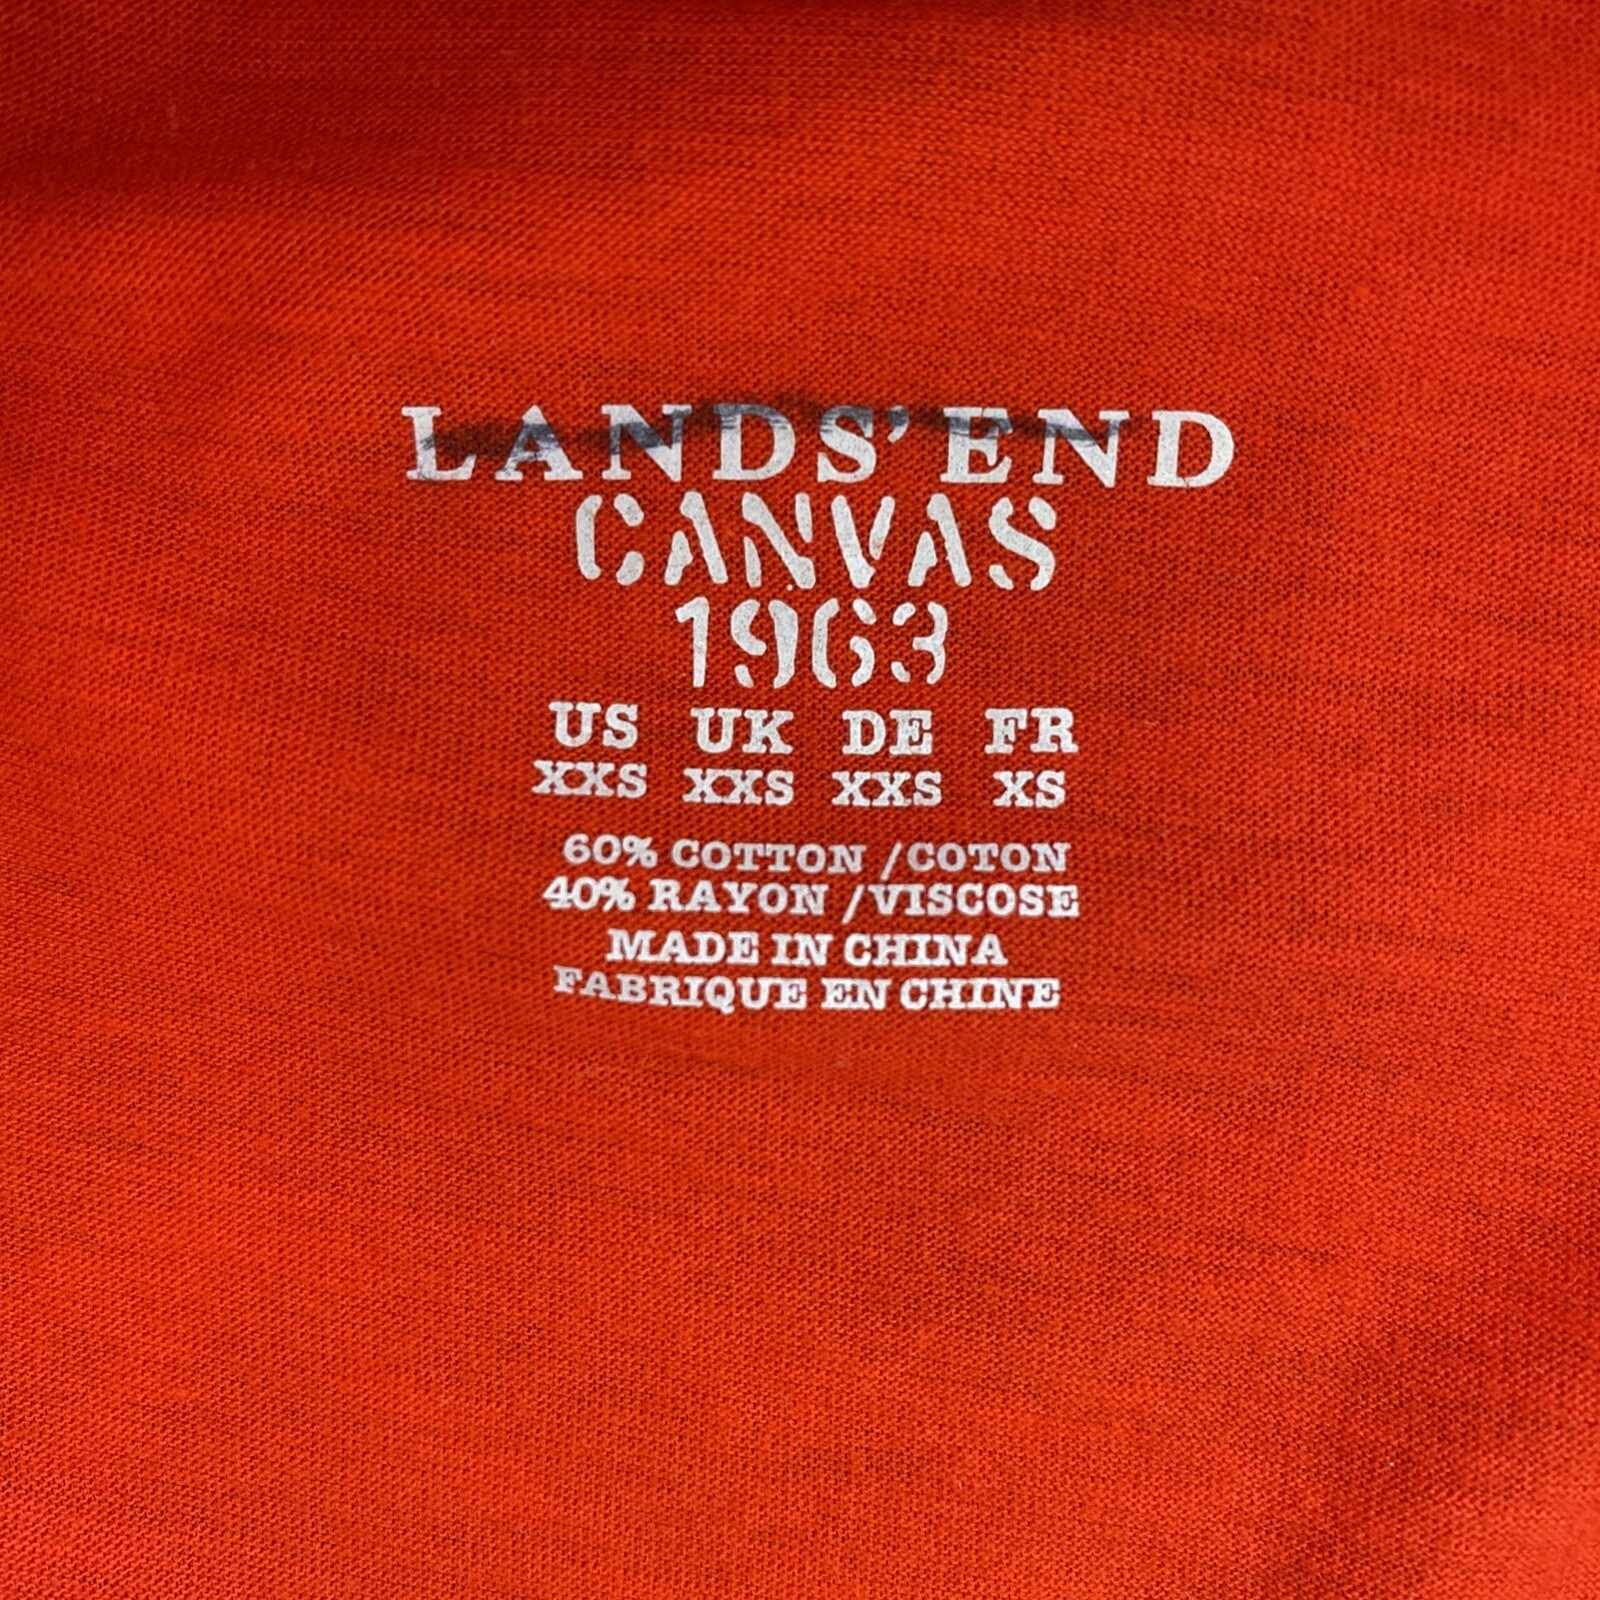 LANDS' END
CANVAS
1963
US UK DE FR
XXS XXS XXS XS
60% COTTON /COTON
40% RAYON /VISCOSE
MADE IN CHINA
FABRIQUE EN CHINE